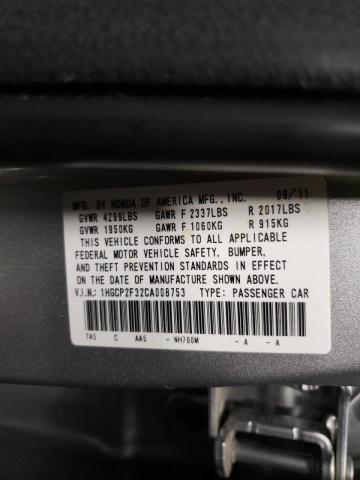 MFD. BY HONDA OF AMERICA MFG., INC. 09/11
GVWR 4299LBS GAWR F 2337LBS R 2017LBS
GVWR 1950KG GAWR F 1060KG R 915KG
THIS VEHICLE CONFORMS TO ALL APPLICABLE
FEDERAL MOTOR VEHICLE SAFETY, BUMPER,
AND THEFT PREVENTION STANDARDS IN EFFECT
ON THE DATE OF MANUFACTURE SHOWN ABOVE.
V.I.N.: 1HGCP2F32CA008753 TYPE: PASSENGER CAR
TA5 C AA5 - NH700M - A - A